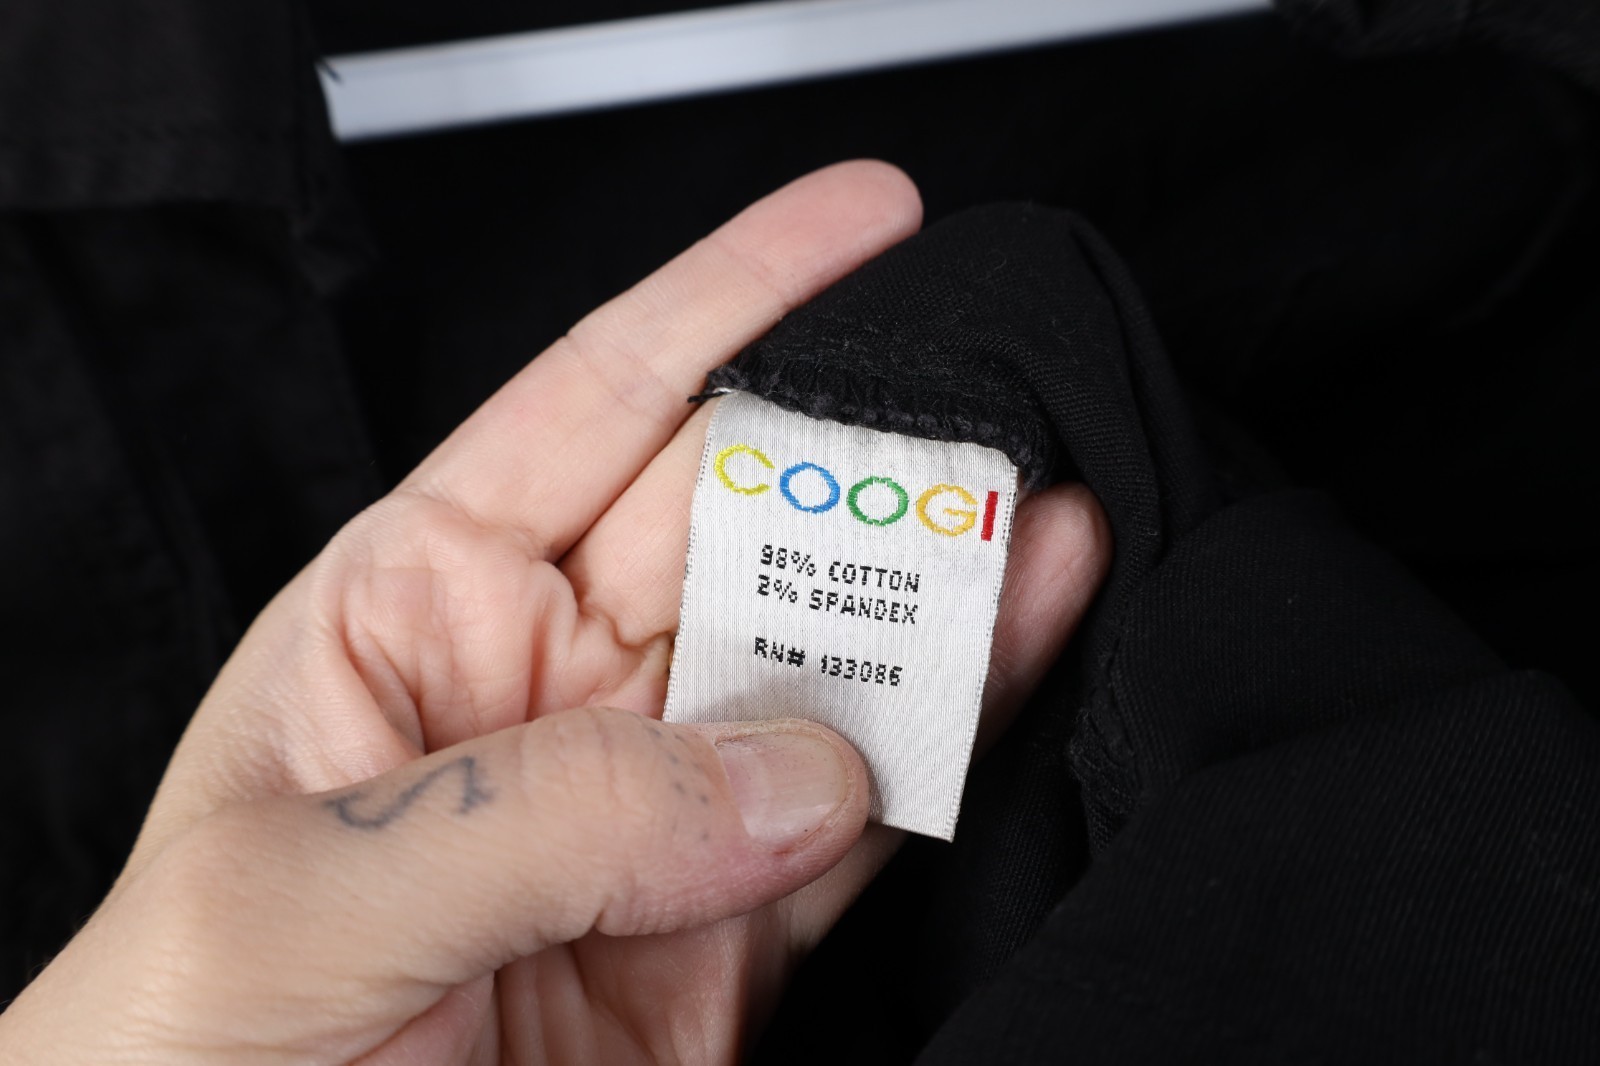 COOGI
98% COTTON
2% SPANDEX
RN# 133086